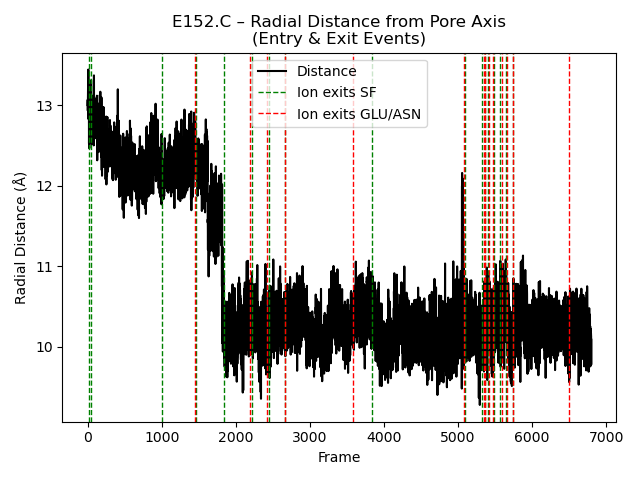 E152.C – Radial Distance from Pore Axis
(Entry & Exit Events)
Distance
Ion exits SF
Ion exits GLU/ASN
Radial Distance (Å)
13
12
11
10
0 1000 2000 3000 4000 5000 6000 7000
Frame